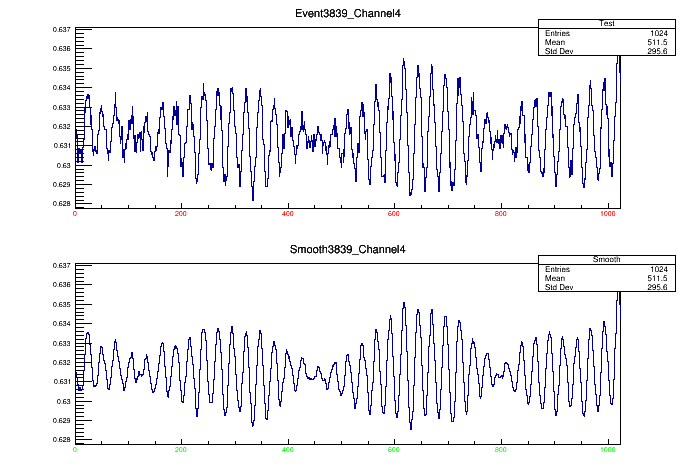 Event3839_Channel4
Test
Entries 1024
Mean 511.5
Std Dev 295.6
0.637
0.636
0.635
0.634
0.633
0.632
0.631
0.63
0.629
0.628
0 200 400 600 800 1000
Smooth3839_Channel4
Smooth
Entries 1024
Mean 511.5
Std Dev 295.6
0.637
0.636
0.635
0.634
0.633
0.632
0.631
0.63
0.629
0.628
0 200 400 600 800 1000